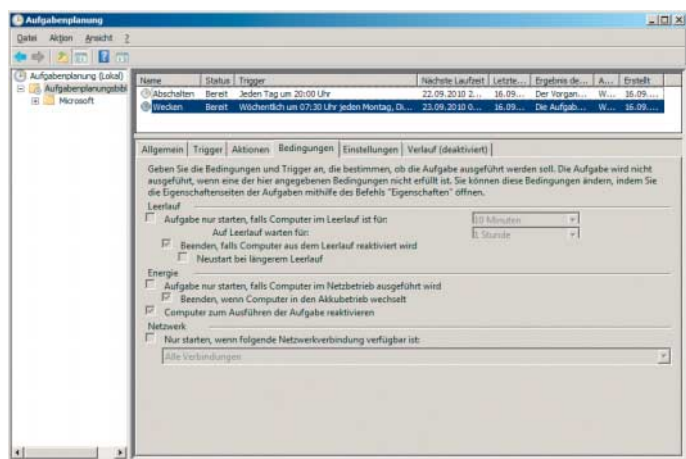 Aufgabenplanung
Datei Aktion Ansicht ?
Aufgabenplanung (Lokal)
Aufgabenplanungsbibl
Microsoft
Name Status Trigger Nächste Laufzeit Letzte... Ergebnis de... A... Erstellt
Abschalten Bereit Jeden Tag um 20:00 Uhr 22.09.2010 2... 16.09.... Der Vorgan... W... 16.09....
Wecken Bereit Wöchentlich um 07:30 Uhr jeden Montag, Di... 23.09.2010 0... 16.09.... Die Aufgab... W... 16.09....
Allgemein Trigger Aktionen Bedingungen Einstellungen Verlauf (deaktiviert)
Geben Sie die Bedingungen und Trigger an, die bestimmen, ob die Aufgabe ausgeführt werden soll. Die Aufgabe wird nicht
ausgeführt, wenn eine der hier angegebenen Bedingungen nicht erfüllt ist. Sie können diese Bedingungen ändern, indem Sie
die Eigenschaftenseiten der Aufgaben mithilfe des Befehls "Eigenschaften" öffnen.
Leerlauf
Aufgabe nur starten, falls Computer im Leerlauf ist für: 10 Minuten
Auf Leerlauf warten für: 1 Stunde
Beenden, falls Computer aus dem Leerlauf reaktiviert wird
Neustart bei längerem Leerlauf
Energie
Aufgabe nur starten, falls Computer im Netzbetrieb ausgeführt wird
Beenden, wenn Computer in den Akkubetrieb wechselt
Computer zum Ausführen der Aufgabe reaktivieren
Netzwerk
Nur starten, wenn folgende Netzwerkverbindung verfügbar ist:
Alle Verbindungen